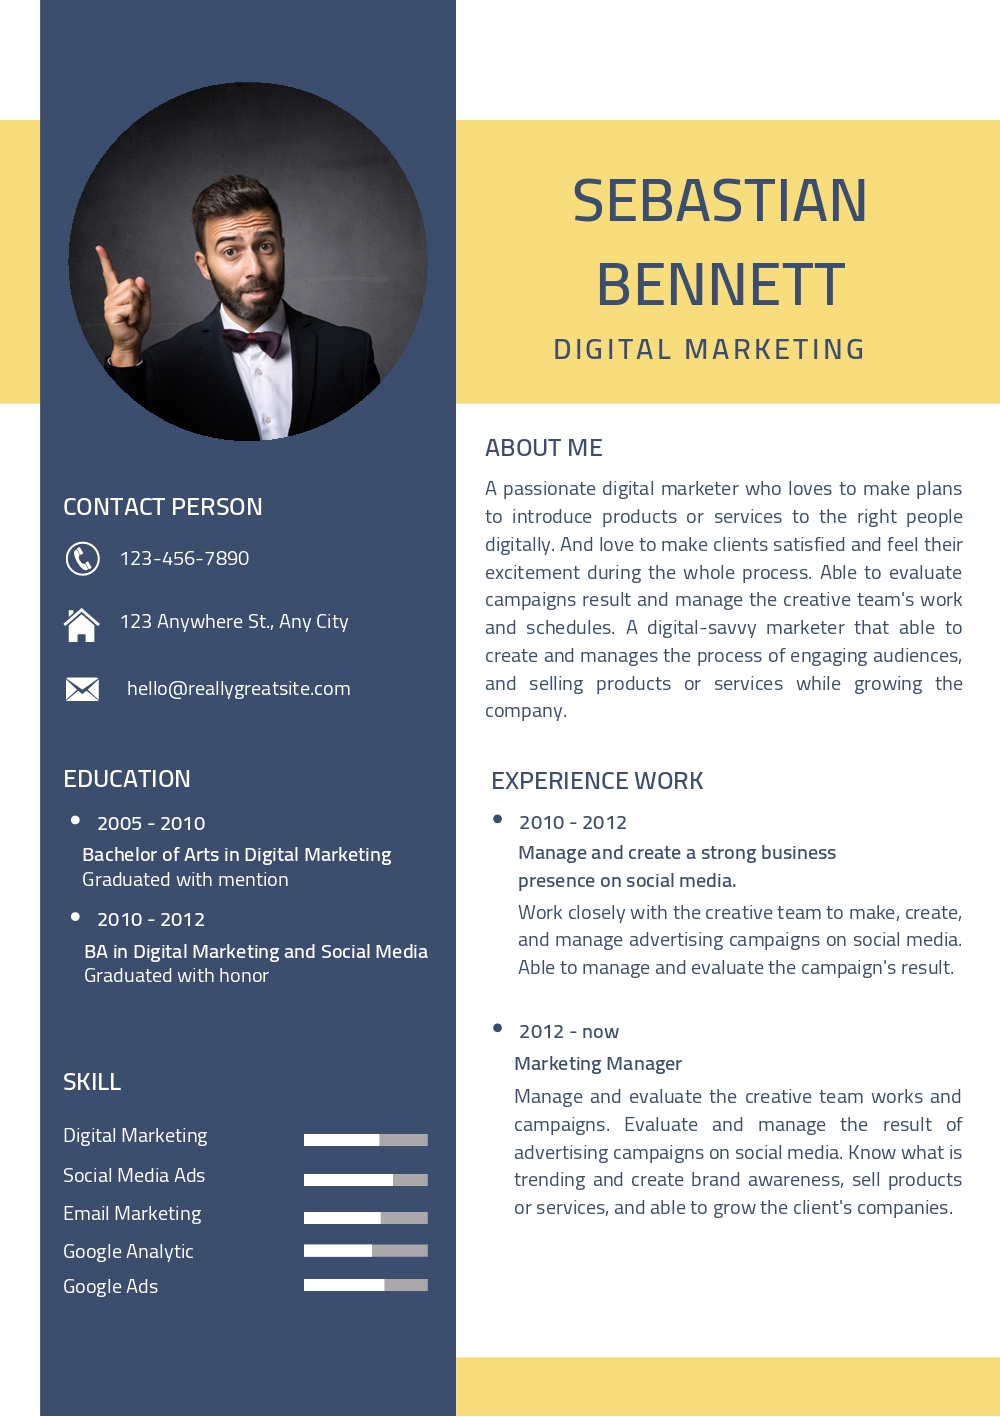 SEBASTIAN
BENNETT
DIGITAL MARKETING
CONTACT PERSON
123-456-7890
123 Anywhere St., Any City
hello@reallygreatsite.com
EDUCATION
• 2005 - 2010
Bachelor of Arts in Digital Marketing
Graduated with mention
• 2010 - 2012
BA in Digital Marketing and Social Media
Graduated with honor
SKILL
Digital Marketing
Social Media Ads
Email Marketing
Google Analytic
Google Ads
ABOUT ME
A passionate digital marketer who loves to make plans
to introduce products or services to the right people
digitally. And love to make clients satisfied and feel their
excitement during the whole process. Able to evaluate
campaigns result and manage the creative team's work
and schedules. A digital-savvy marketer that able to
create and manages the process of engaging audiences,
and selling products or services while growing the
company.
EXPERIENCE WORK
• 2010 - 2012
Manage and create a strong business
presence on social media.
Work closely with the creative team to make, create,
and manage advertising campaigns on social media.
Able to manage and evaluate the campaign's result.
• 2012 - now
Marketing Manager
Manage and evaluate the creative team works and
campaigns. Evaluate and manage the result of
advertising campaigns on social media. Know what is
trending and create brand awareness, sell products
or services, and able to grow the client's companies.